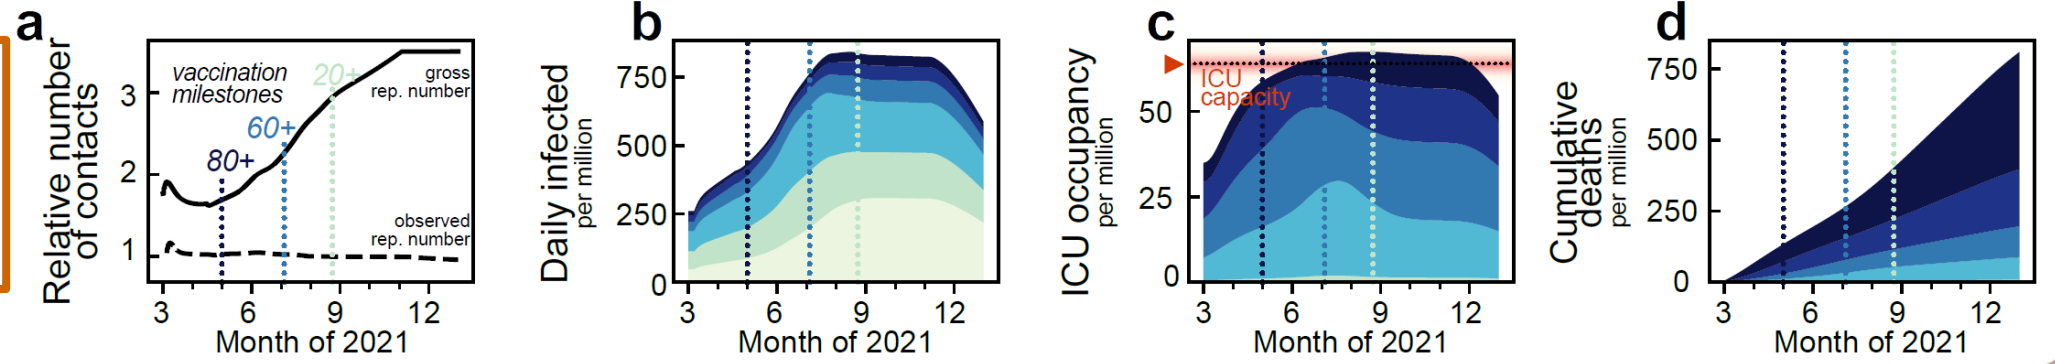 a
Relative number
of contacts
3
2
1
vaccination
milestones
80+
60+
20+
gross
rep. number
observed
rep. number
3
6
9
12
Month of 2021
b
Daily infected
per million
750
500
250
0
3
6
9
12
Month of 2021
c
ICU occupancy
per million
50
25
0
ICU
capacity
3
6
9
12
Month of 2021
d
Cumulative
deaths
per million
750
500
250
0
3
6
9
12
Month of 2021